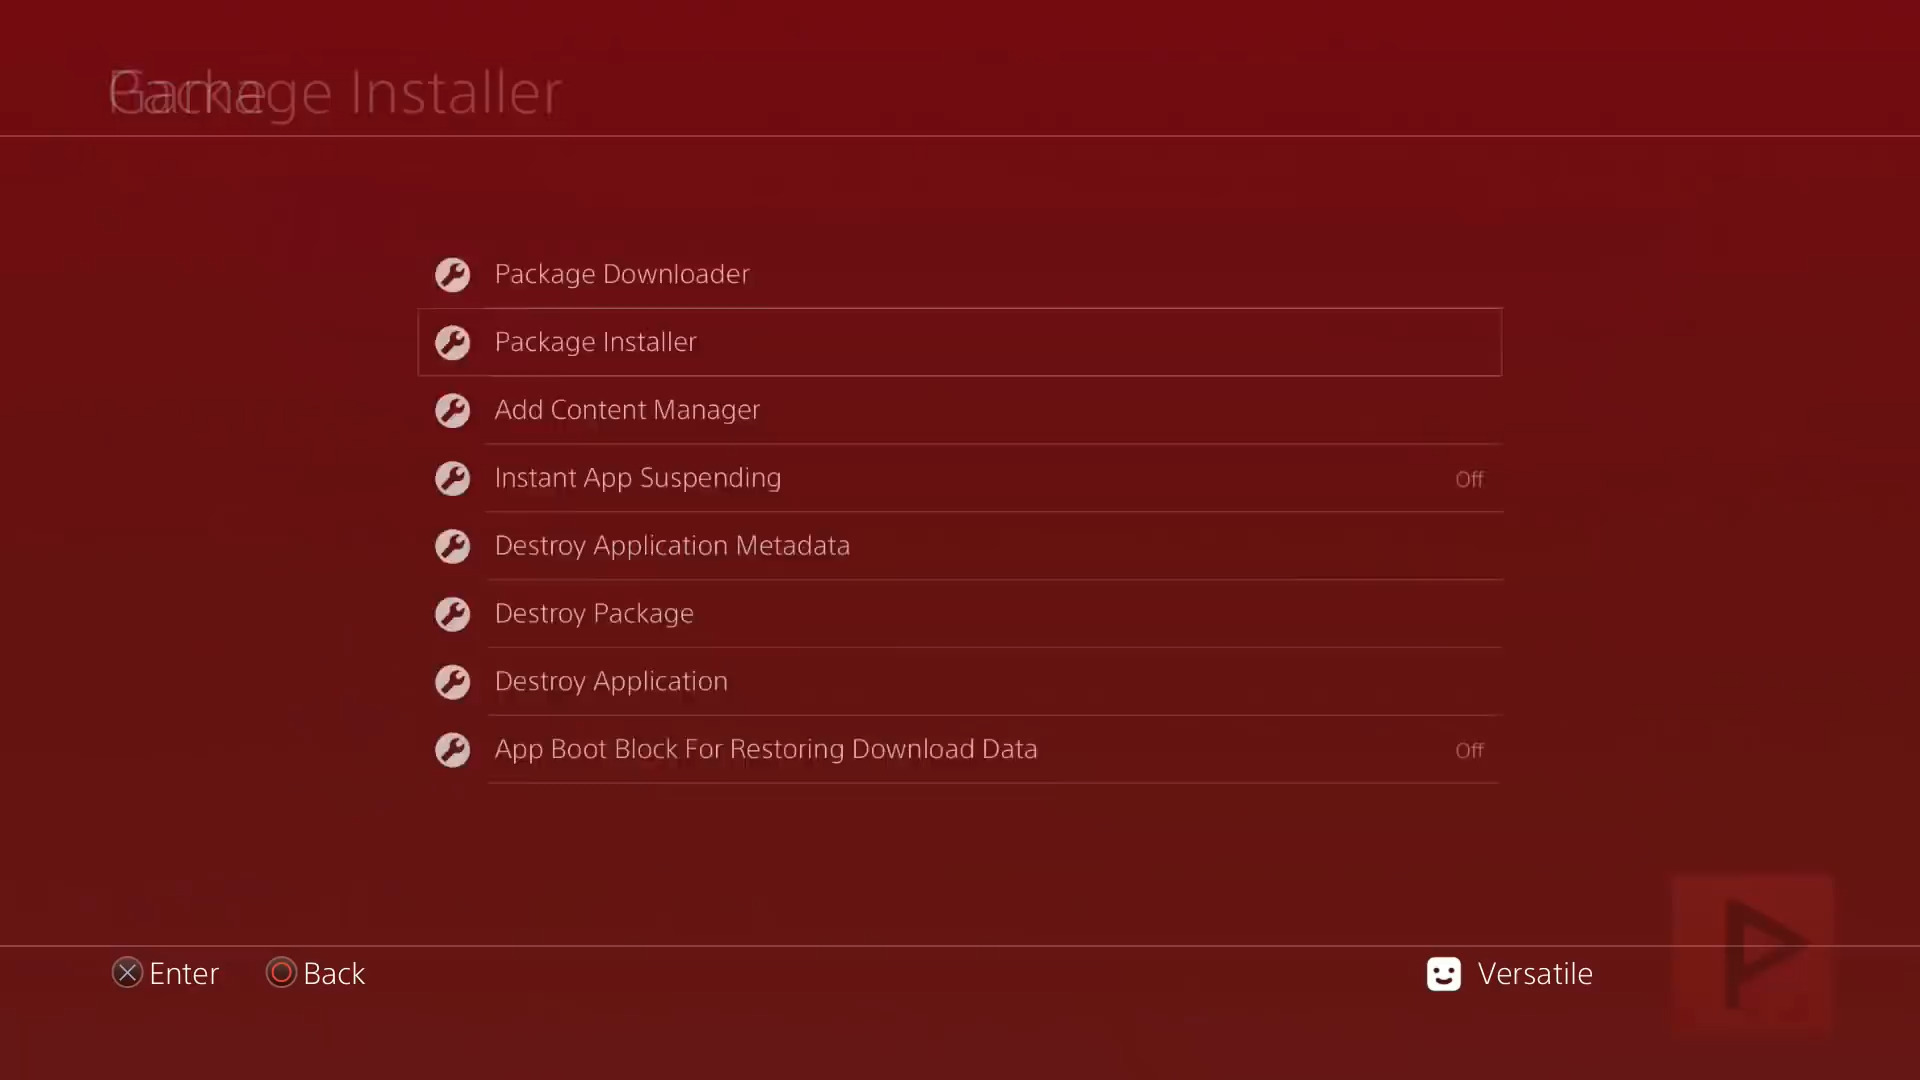 Game
Package Installer
Package Downloader
Package Installer
Add Content Manager
Instant App Suspending Off
Destroy Application Metadata
Destroy Package
Destroy Application
App Boot Block For Restoring Download Data Off
Enter Back Versatile